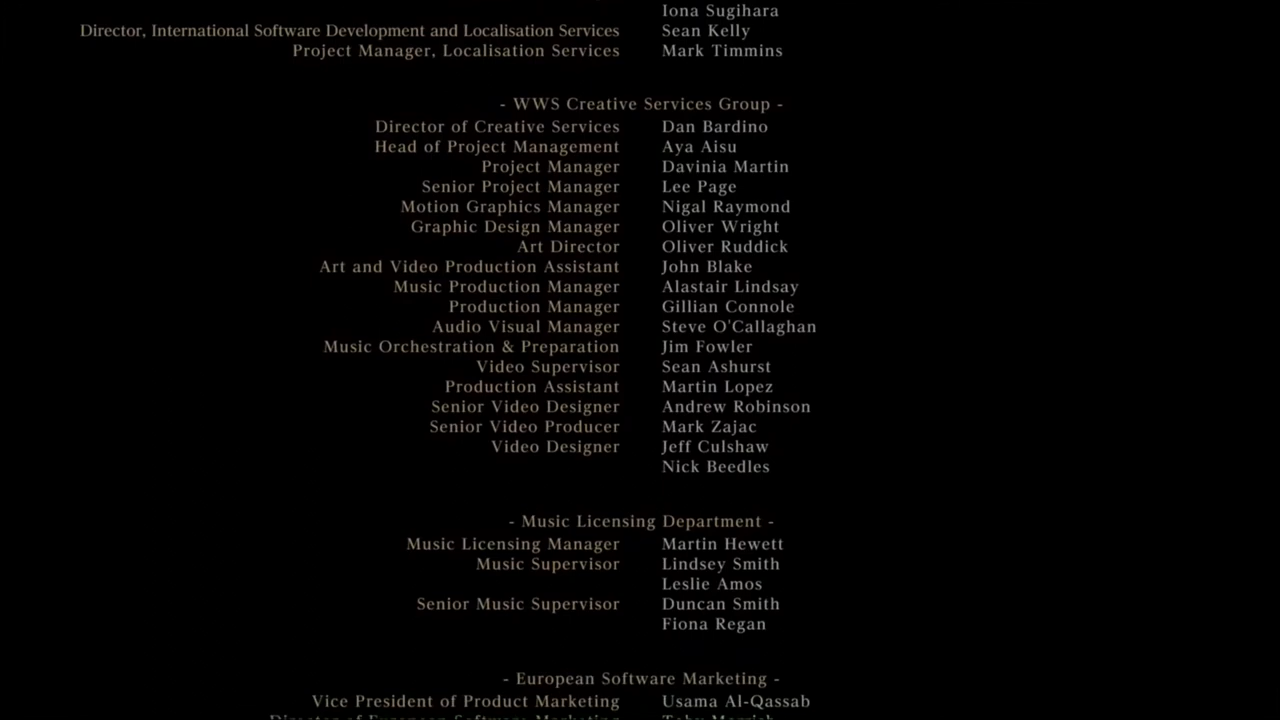 Iona Sugihara
Director, International Software Development and Localisation Services Sean Kelly
Project Manager, Localisation Services Mark Timmins
- WWS Creative Services Group -
Director of Creative Services Dan Bardino
Head of Project Management Aya Aisu
Project Manager Davinia Martin
Senior Project Manager Lee Page
Motion Graphics Manager Nigal Raymond
Graphic Design Manager Oliver Wright
Art Director Oliver Ruddick
Art and Video Production Assistant John Blake
Music Production Manager Alastair Lindsay
Production Manager Gillian Connole
Audio Visual Manager Steve O'Callaghan
Music Orchestration & Preparation Jim Fowler
Video Supervisor Sean Ashurst
Production Assistant Martin Lopez
Senior Video Designer Andrew Robinson
Senior Video Producer Mark Zajac
Video Designer Jeff Culshaw
Nick Beedles
- Music Licensing Department -
Music Licensing Manager Martin Hewett
Music Supervisor Lindsey Smith
Leslie Amos
Senior Music Supervisor Duncan Smith
Fiona Regan
- European Software Marketing -
Vice President of Product Marketing Usama Al-Qassab
Director of European Software Marketing